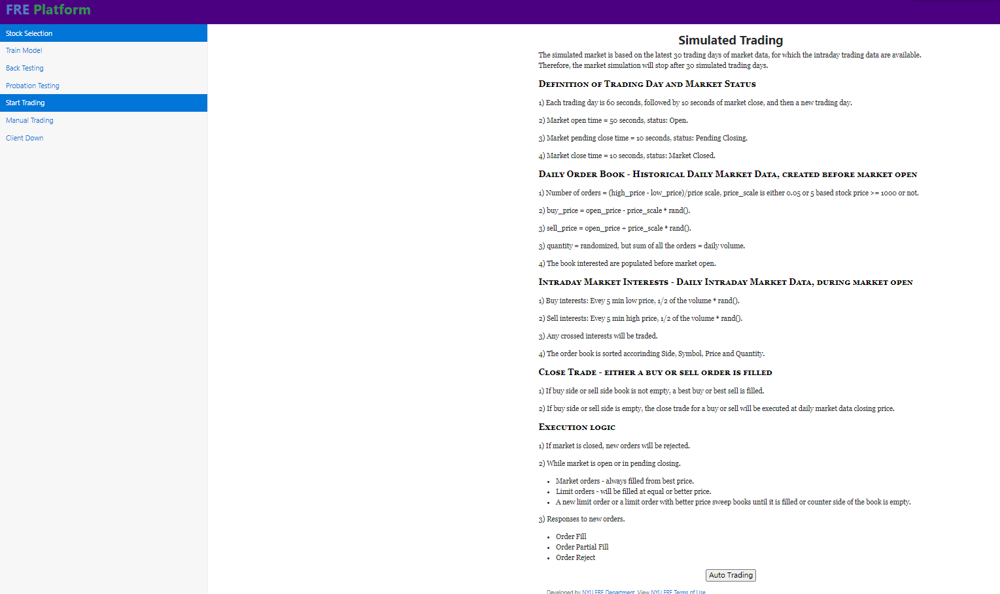 FRE Platform
Stock Selection
Train Model
Back Testing
Probation Testing
Start Trading
Manual Trading
Client Down
Simulated Trading
The simulated market is based on the latest 30 trading days of market data, for which the intraday trading data are available.
Therefore, the market simulation will stop after 30 simulated trading days.
Definition of Trading Day and Market Status
1) Each trading day is 60 seconds, followed by 10 seconds of market close, and then a new trading day.
2) Market open time = 50 seconds, status: Open.
3) Market pending close time = 10 seconds, status: Pending Closing.
4) Market close time = 10 seconds, status: Market Closed.
Daily Order Book - Historical Daily Market Data, created before market open
1) Number of orders = (high_price - low_price)/price scale, price_scale is either 0.05 or 5 based stock price >= 1000 or not.
2) buy_price = open_price - price_scale * rand().
3) sell_price = open_price + price_scale * rand().
3) quantity = randomized, but sum of all the orders = daily volume.
4) The book interested are populated before market open.
Intraday Market Interests - Daily Intraday Market Data, during market open
1) Buy interests: Evey 5 min low price, 1/2 of the volume * rand().
2) Sell interests: Evey 5 min high price, 1/2 of the volume * rand().
3) Any crossed interests will be traded.
4) The order book is sorted accorinding Side, Symbol, Price and Quantity.
Close Trade - either a buy or sell order is filled
1) If buy side or sell side book is not empty, a best buy or best sell is filled.
2) If buy side or sell side is empty, the close trade for a buy or sell will be executed at daily market data closing price.
Execution logic
1) If market is closed, new orders will be rejected.
2) While market is open or in pending closing.
• Market orders - always filled from best price.
• Limit orders - will be filled at equal or better price.
• A new limit order or a limit order with better price sweep books until it is filled or counter side of the book is empty.
3) Responses to new orders.
• Order Fill
• Order Partial Fill
• Order Reject
Auto Trading
Developed by NYU FRE Department. View NYU FRE Terms of Use